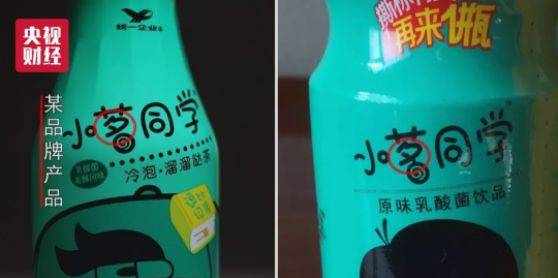 央视财经
某品牌产品
统一企业
小茗同学
冷泡·溜溜哒茶
再来1瓶
小茖同学
原味乳酸菌饮品